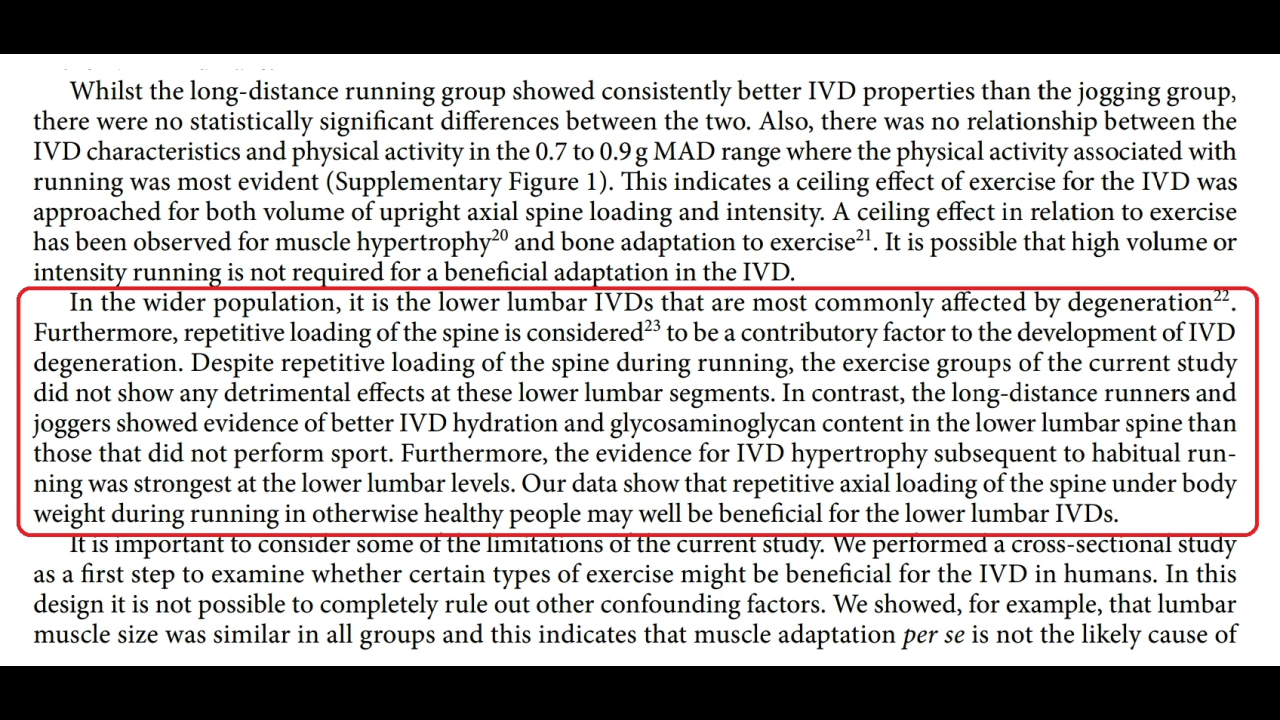 Whilst the long-distance running group showed consistently better IVD properties than the jogging group,
there were no statistically significant differences between the two. Also, there was no relationship between the
IVD characteristics and physical activity in the 0.7 to 0.9 g MAD range where the physical activity associated with
running was most evident (Supplementary Figure 1). This indicates a ceiling effect of exercise for the IVD was
approached for both volume of upright axial spine loading and intensity. A ceiling effect in relation to exercise
has been observed for muscle hypertrophy20 and bone adaptation to exercise21. It is possible that high volume or
intensity running is not required for a beneficial adaptation in the IVD.
In the wider population, it is the lower lumbar IVDs that are most commonly affected by degeneration22.
Furthermore, repetitive loading of the spine is considered23 to be a contributory factor to the development of IVD
degeneration. Despite repetitive loading of the spine during running, the exercise groups of the current study
did not show any detrimental effects at these lower lumbar segments. In contrast, the long-distance runners and
joggers showed evidence of better IVD hydration and glycosaminoglycan content in the lower lumbar spine than
those that did not perform sport. Furthermore, the evidence for IVD hypertrophy subsequent to habitual run-
ning was strongest at the lower lumbar levels. Our data show that repetitive axial loading of the spine under body
weight during running in otherwise healthy people may well be beneficial for the lower lumbar IVDs.
It is important to consider some of the limitations of the current study. We performed a cross-sectional study
as a first step to examine whether certain types of exercise might be beneficial for the IVD in humans. In this
design it is not possible to completely rule out other confounding factors. We showed, for example, that lumbar
muscle size was similar in all groups and this indicates that muscle adaptation per se is not the likely cause of